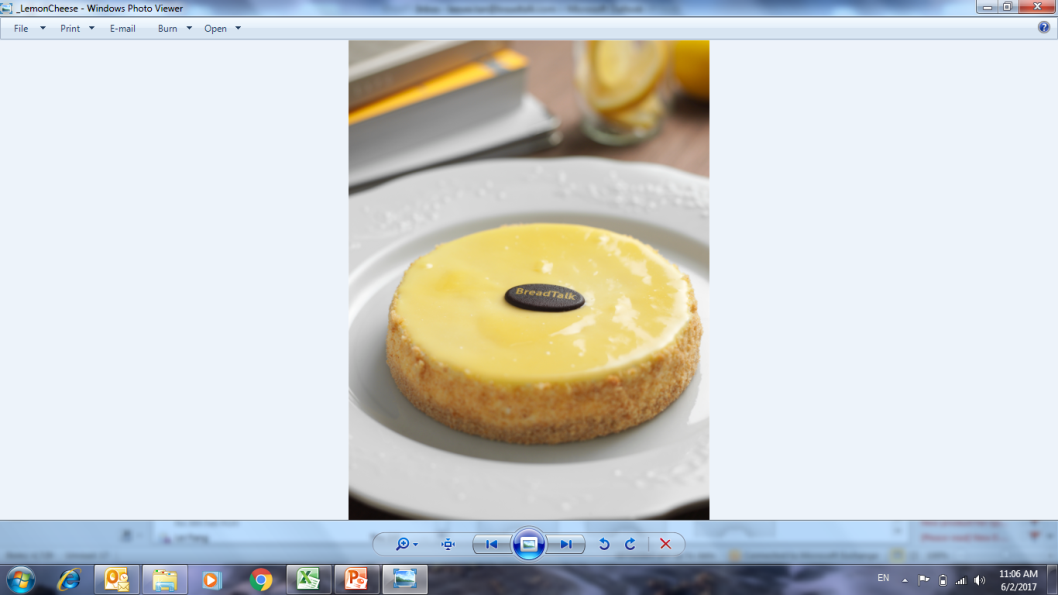 _LemonCheese - Windows Photo Viewer
File Print E-mail Burn Open
BreadTalk
EN
11:06 AM
6/2/2017